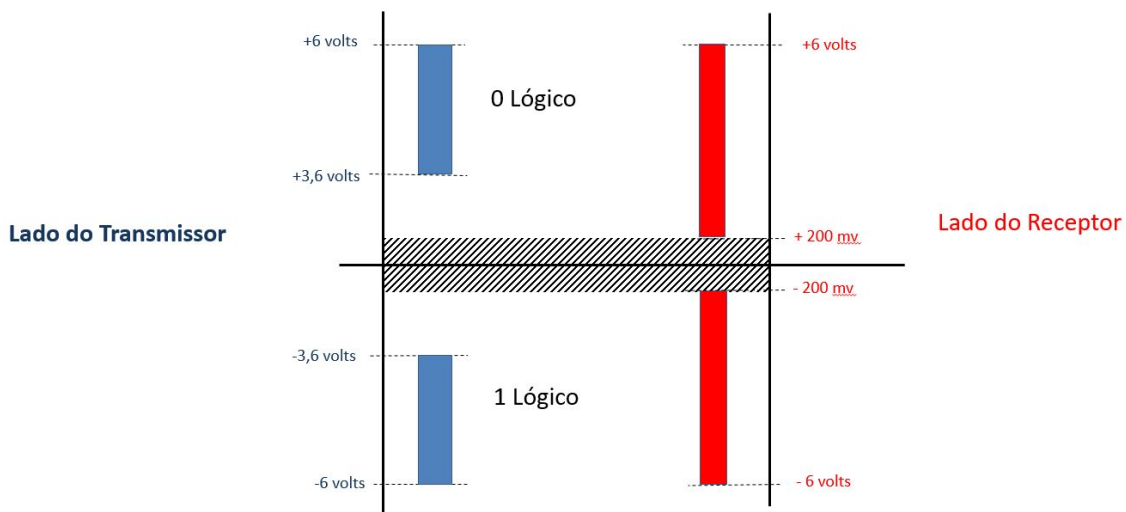 +6 volts
+6 volts
0 Lógico
+3,6 volts
Lado do Transmissor
Lado do Receptor
+ 200 mv
- 200 mv
-3,6 volts
1 Lógico
-6 volts
- 6 volts